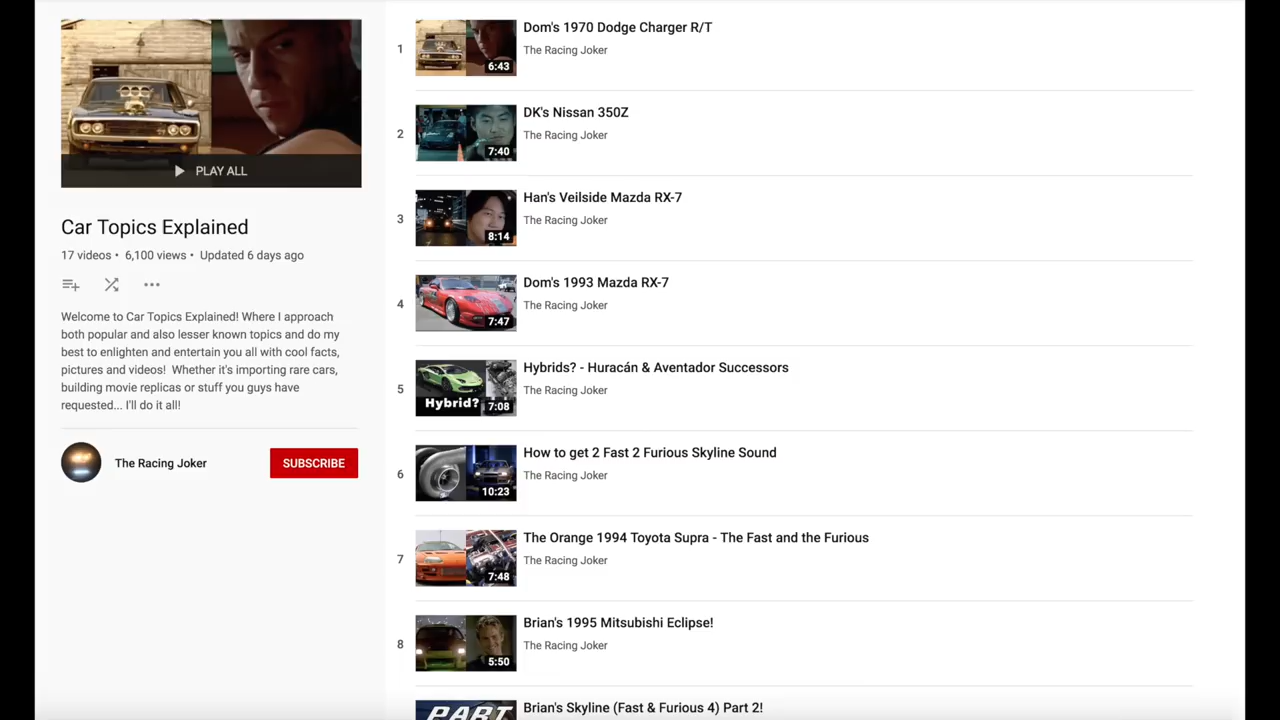 PLAY ALL
Car Topics Explained
17 videos • 6,100 views • Updated 6 days ago
Welcome to Car Topics Explained! Where I approach
both popular and also lesser known topics and do my
best to enlighten and entertain you all with cool facts,
pictures and videos! Whether it's importing rare cars,
building movie replicas or stuff you guys have
requested... I'll do it all!
The Racing Joker
SUBSCRIBE
1
6:43
Dom's 1970 Dodge Charger R/T
The Racing Joker
2
7:40
DK's Nissan 350Z
The Racing Joker
3
8:14
Han's Veilside Mazda RX-7
The Racing Joker
4
7:47
Dom's 1993 Mazda RX-7
The Racing Joker
5
Hybrid?
7:08
Hybrids? - Huracán & Aventador Successors
The Racing Joker
6
10:23
How to get 2 Fast 2 Furious Skyline Sound
The Racing Joker
7
7:48
The Orange 1994 Toyota Supra - The Fast and the Furious
The Racing Joker
8
5:50
Brian's 1995 Mitsubishi Eclipse!
The Racing Joker
PART
Brian's Skyline (Fast & Furious 4) Part 2!